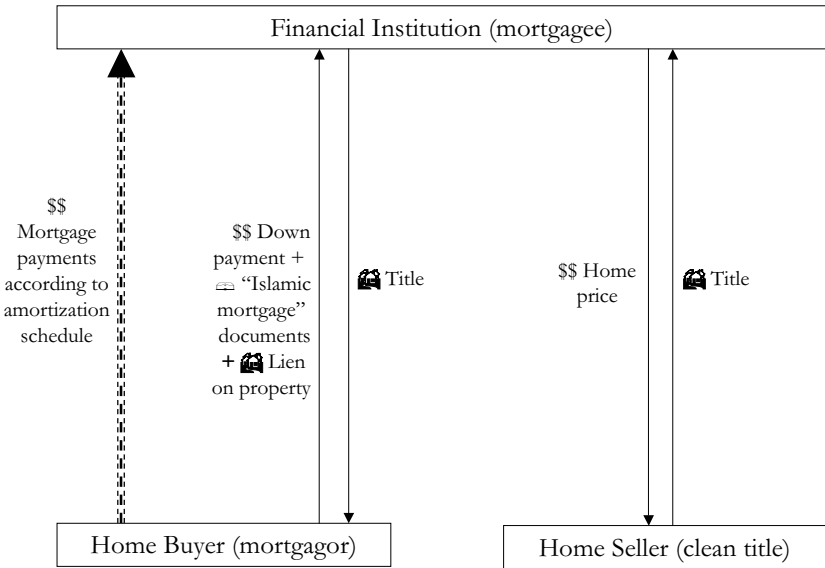 Financial Institution (mortgagee)
$$
Mortgage
payments
according to
amortization
schedule
$$ Down
payment +
“Islamic
mortgage”
documents
+ Lien
on property
Title
$$ Home
price
Title
Home Buyer (mortgagor)
Home Seller (clean title)